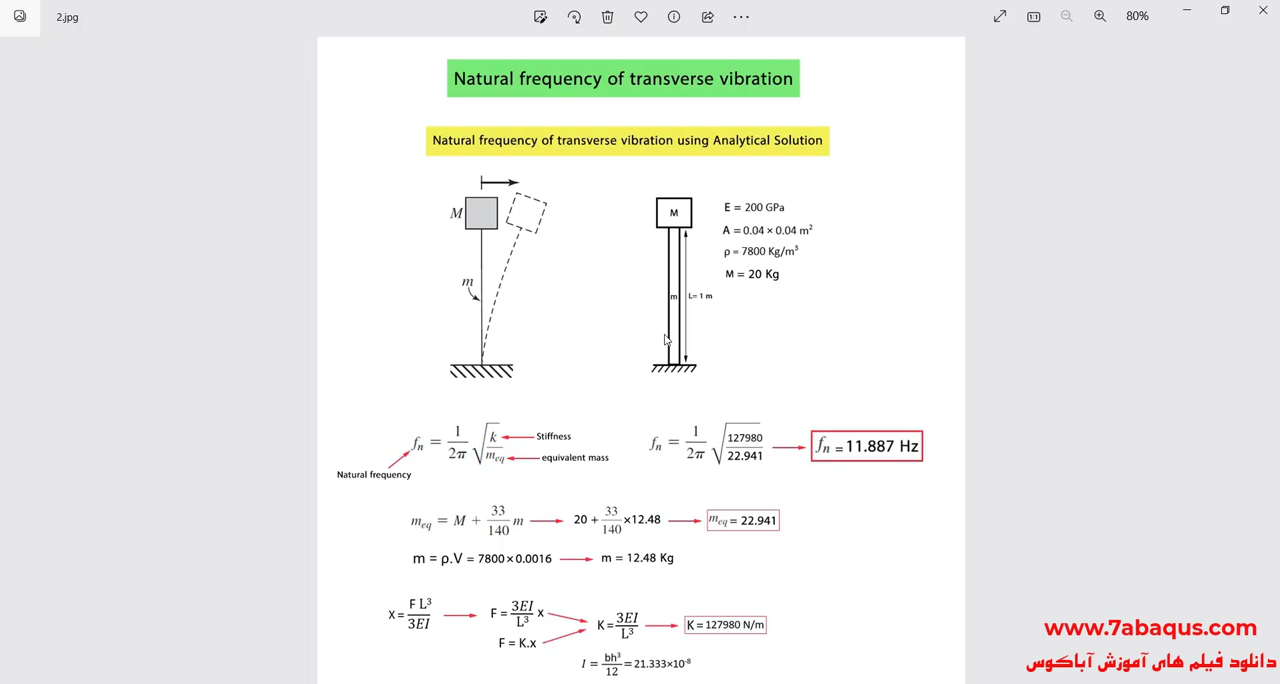 2.jpg
80%
Natural frequency of transverse vibration
Natural frequency of transverse vibration using Analytical Solution
M
m
M
m
L= 1 m
E = 200 GPa
A = 0.04 × 0.04 m²
ρ = 7800 Kg/m³
M = 20 Kg
fₙ = 1/2π √(k/m_eq)
Stiffness
equivalent mass
Natural frequency
fₙ = 1/2π √(127980/22.941)
fₙ = 11.887 Hz
m_eq = M + 33/140 m → 20 + 33/140 ×12.48 → m_eq = 22.941
m = ρ.V = 7800×0.0016 → m = 12.48 Kg
X = F L³/3EI → F = 3EI/L³ x
F = K.x
K = 3EI/L³ → K = 127980 N/m
I = bh³/12 = 21.333×10⁻⁸
www.7abaqus.com
دانلود فیلم های آموزش آباکوس